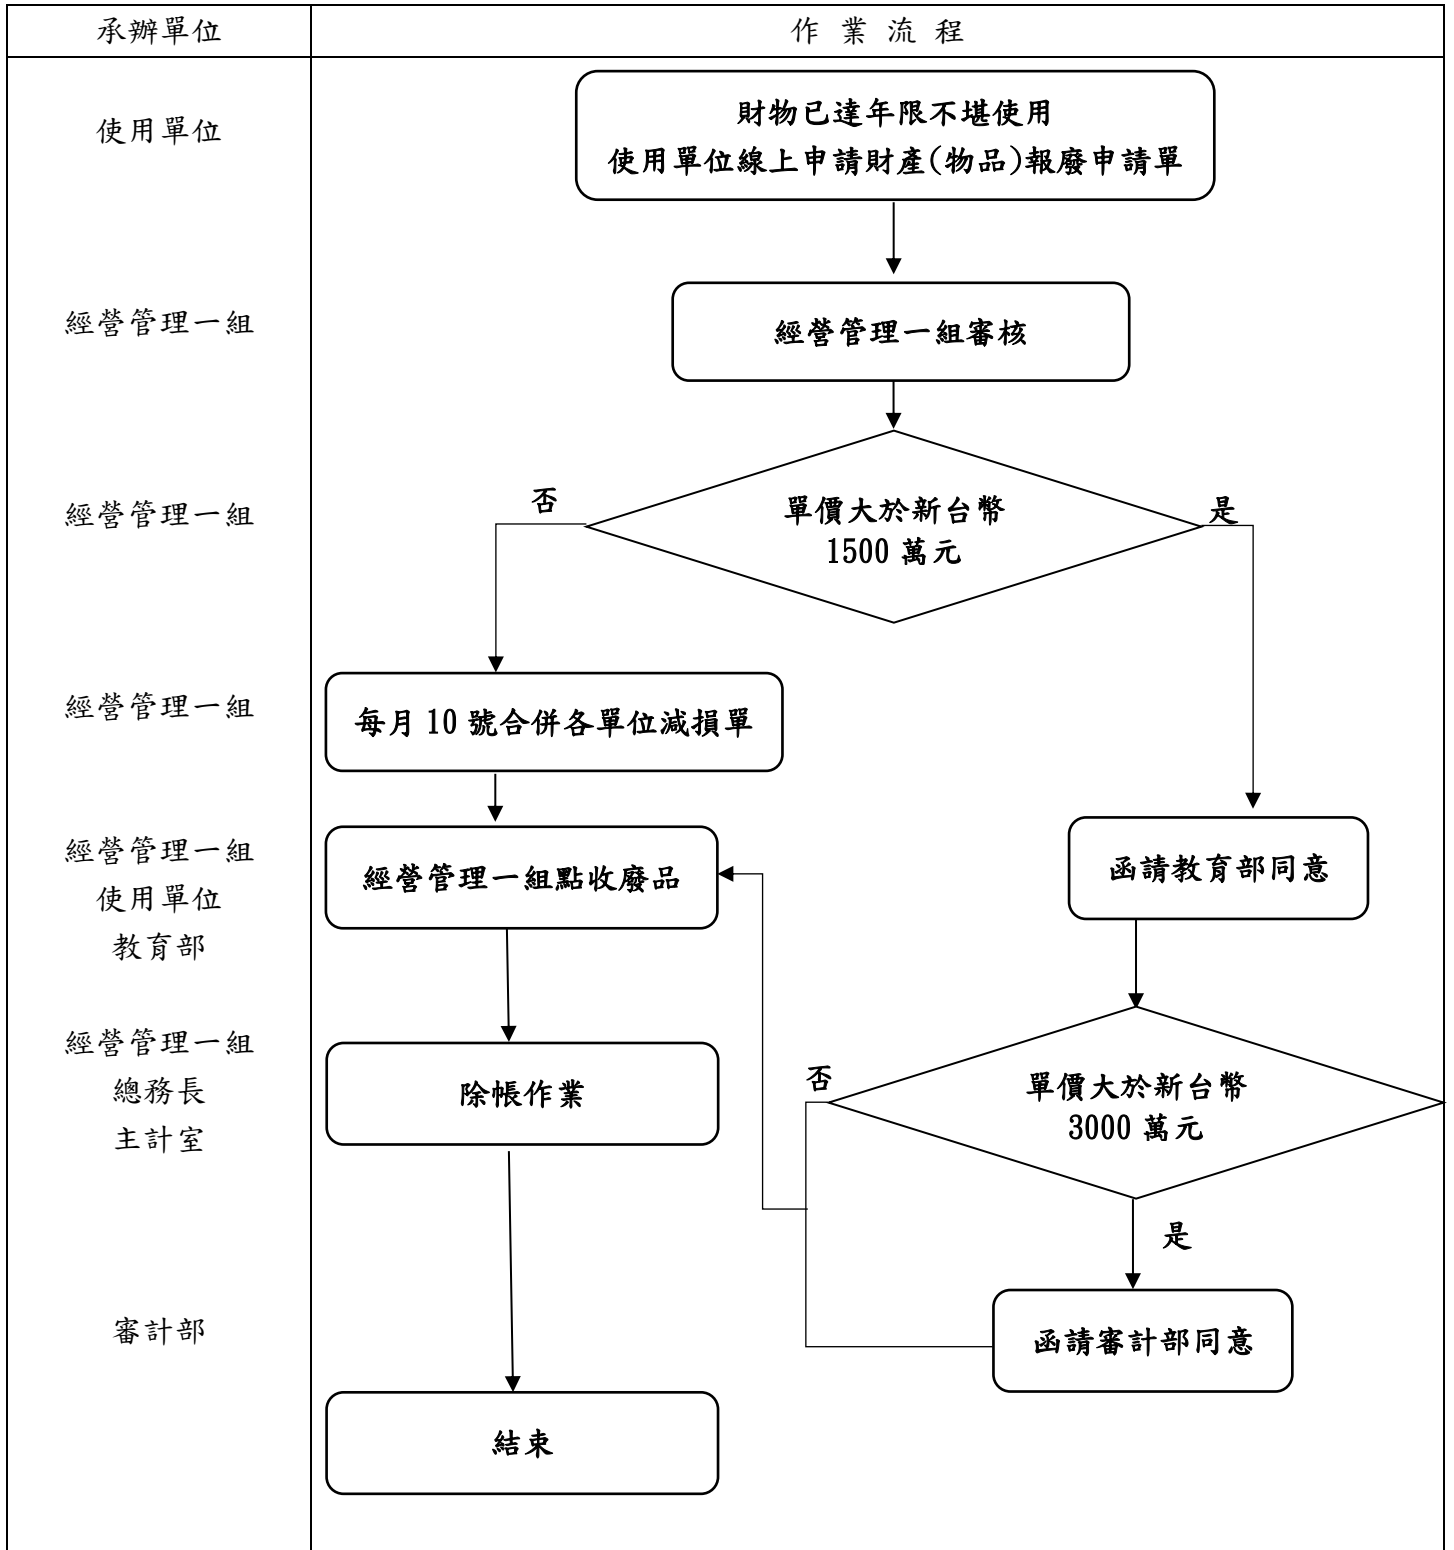 承辦單位
作 業 流 程
使用單位
財物已達年限不堪使用
使用單位線上申請財產(物品)報廢申請單
經營管理一組
經營管理一組審核
經營管理一組
否
是
單價大於新台幣
1500 萬元
經營管理一組
每月 10 號合併各單位減損單
經營管理一組
使用單位
教育部
經營管理一組點收廢品
函請教育部同意
經營管理一組
總務長
主計室
除帳作業
否
單價大於新台幣
3000 萬元
是
審計部
函請審計部同意
結束